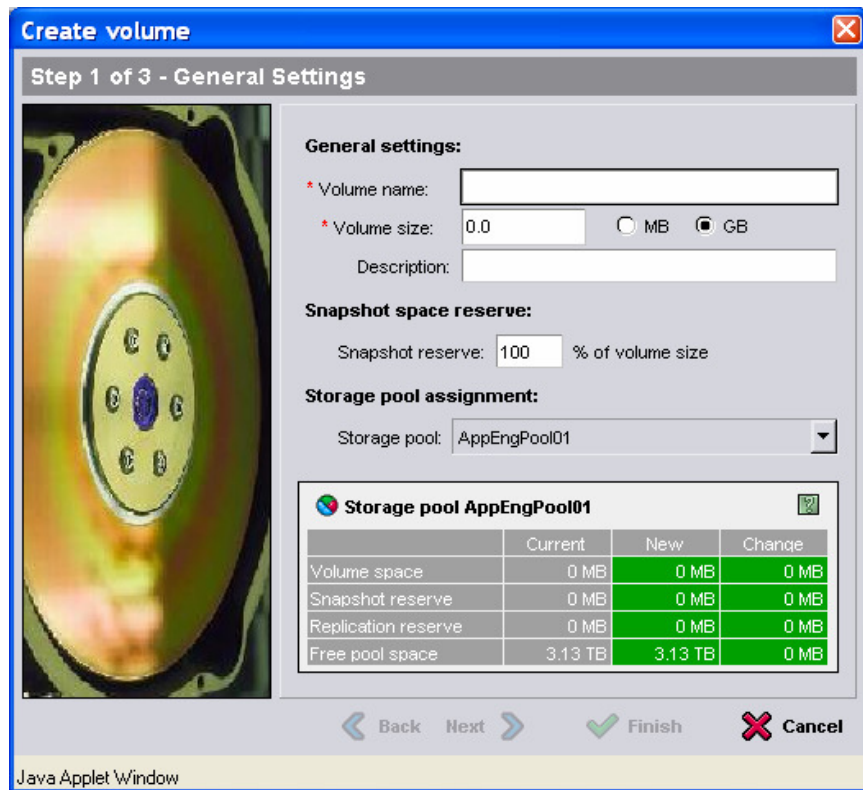 Create volume
Step 1 of 3 - General Settings
General settings:
* Volume name:
* Volume size: 0.0 MB GB
Description:
Snapshot space reserve:
Snapshot reserve: 100 % of volume size
Storage pool assignment:
Storage pool: AppEngPool01
Storage pool AppEngPool01
Current New Change
Volume space 0 MB 0 MB 0 MB
Snapshot reserve 0 MB 0 MB 0 MB
Replication reserve 0 MB 0 MB 0 MB
Free pool space 3.13 TB 3.13 TB 0 MB
Back Next Finish Cancel
Java Applet Window